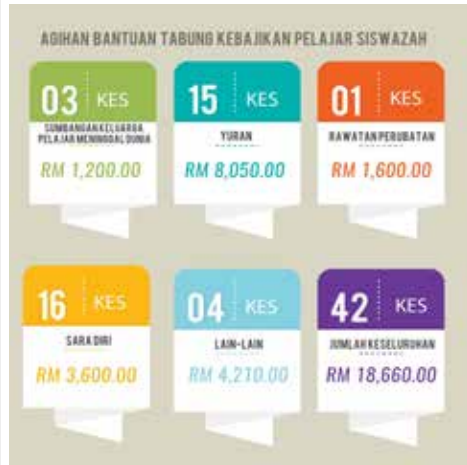 AGIHAN BANTUAN TABUNG KEBAJIKAN PELAJAR SISWAZAH
03 KES
SUMBANGAN KELUARGA
PELAJAR MENINGGAL DUNIA
RM 1,200.00
15 KES
YURAN
RM 8,050.00
01 KES
RAWATAN PERUBATAN
RM 1,600.00
16 KES
SARA DIRI
RM 3,600.00
04 KES
LAIN-LAIN
RM 4,210.00
42 KES
JUMLAH KESELURUHAN
RM 18,660.00